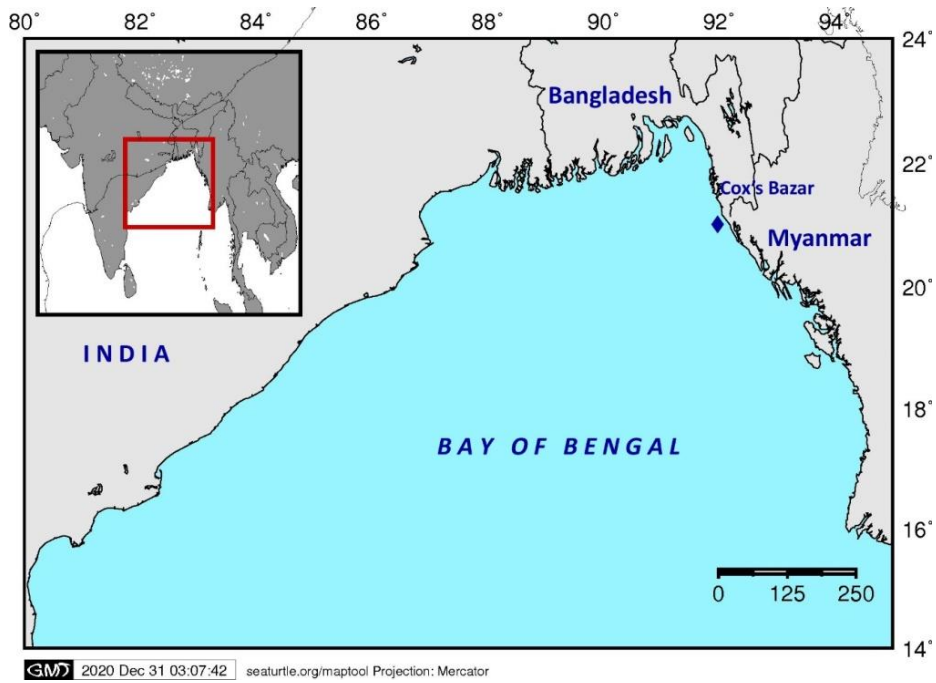 80° 82° 84° 86° 88° 90° 92° 94°
24°
Bangladesh
22°
Cox's Bazar
Myanmar
20°
INDIA
18°
BAY OF BENGAL
16°
0 125 250
14°
GMT 2020 Dec 31 03:07:42 seaturtle.org/maptool Projection: Mercator